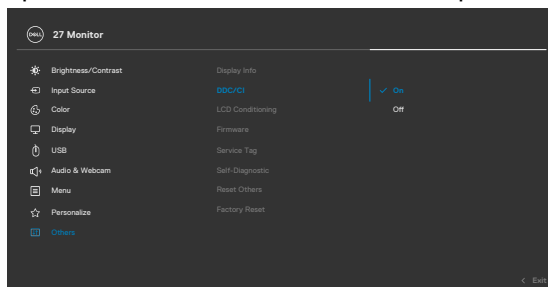 DELL
27 Monitor
Brightness/Contrast
Input Source
Color
Display
USB
Audio & Webcam
Menu
Personalize
Others
Display Info
DDC/CI
LCD Conditioning
Firmware
Service Tag
Self-Diagnostic
Reset Others
Factory Reset
On
Off
Exit